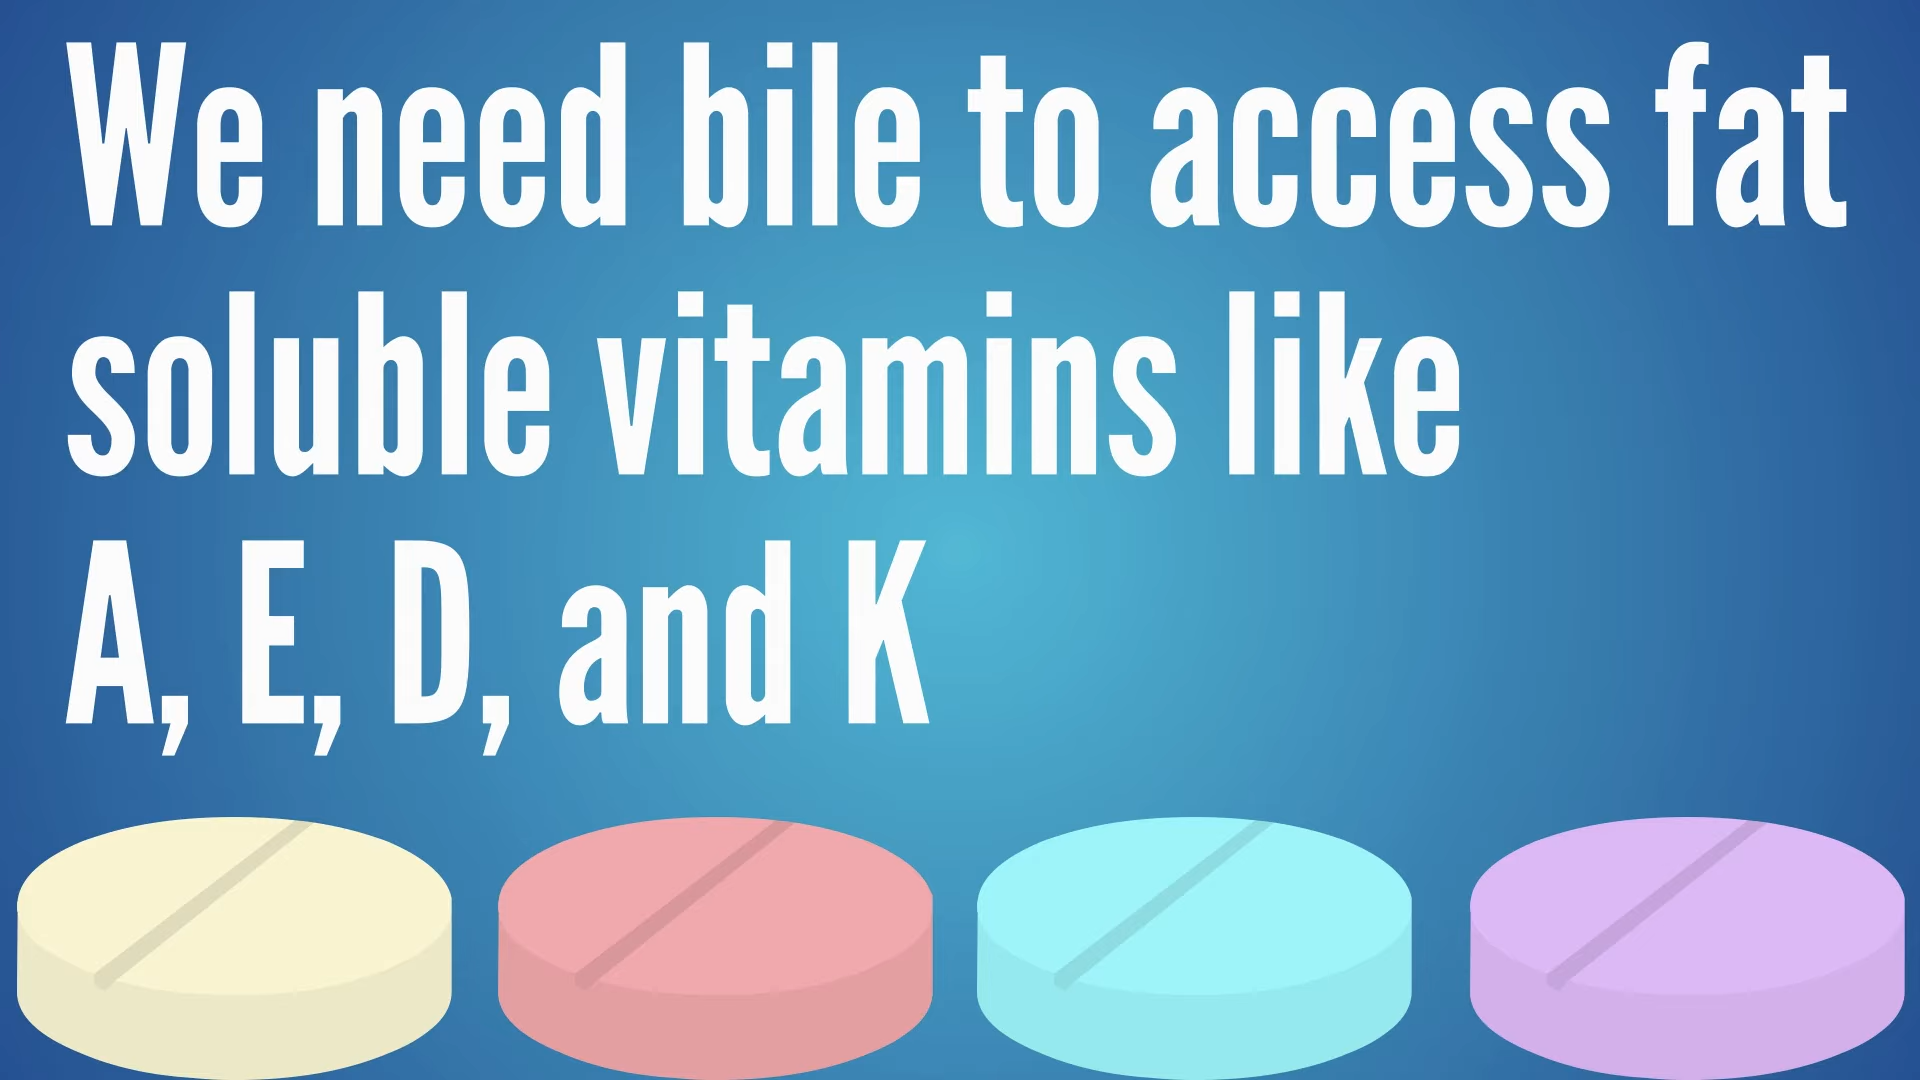 We need bile to access fat
soluble vitamins like
A, E, D, and K